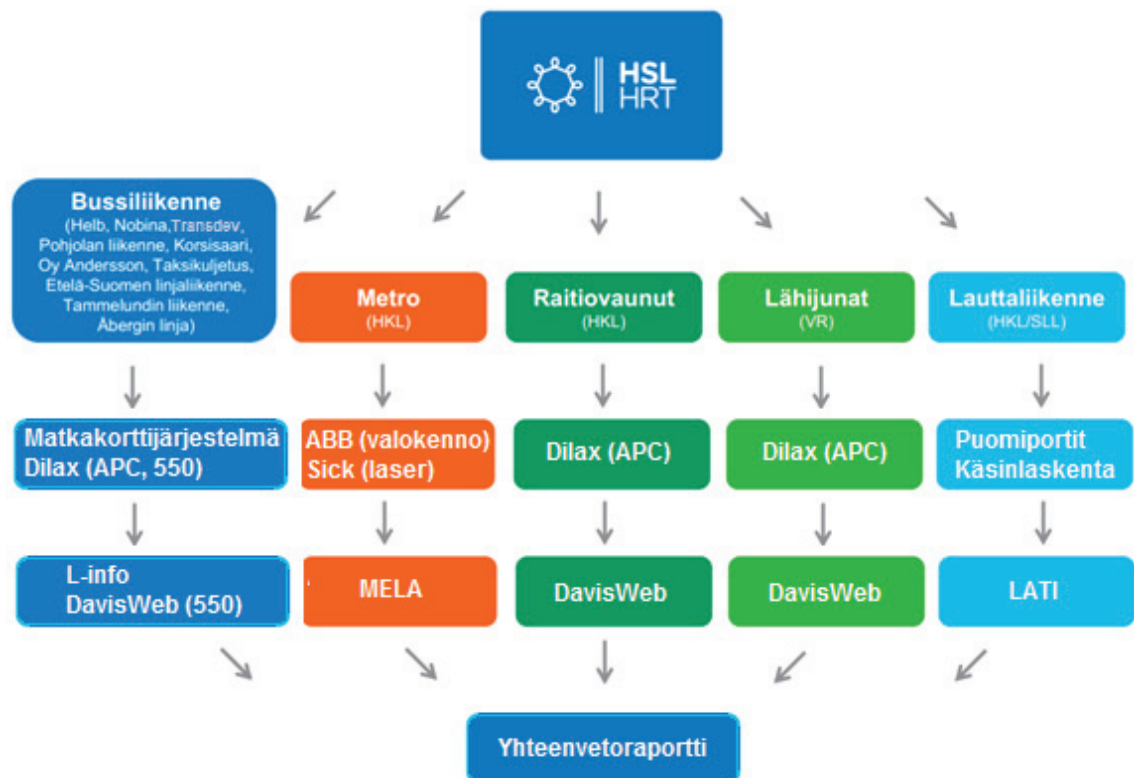 HSL
HRT
Bussiliikenne
(Helb, Nobina,Transdev,
Pohjolan liikenne, Korsisaari,
Oy Andersson, Taksikuljetus,
Etelä-Suomen linjaliikenne,
Tammelundin liikenne,
Åbergin linja)
Metro
(HKL)
Raitiovaunut
(HKL)
Lähijunat
(VR)
Lauttaliikenne
(HKL/SLL)
Matkakorttijärjestelmä
Dilax (APC, 550)
ABB (valokenno)
Sick (laser)
Dilax (APC)
Dilax (APC)
Puomiportit
Käsinlaskenta
L-info
DavisWeb (550)
MELA
DavisWeb
DavisWeb
LATI
Yhteenvetoraportti